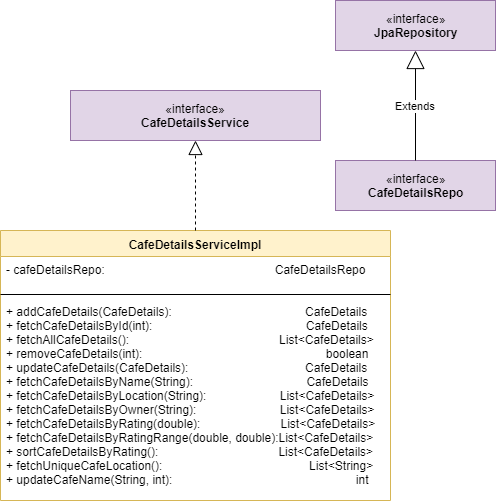 «interface»
JpaRepository
«interface»
CafeDetailsService
Extends
«interface»
CafeDetailsRepo
CafeDetailsServiceImpl
- cafeDetailsRepo: CafeDetailsRepo
+ addCafeDetails(CafeDetails): CafeDetails
+ fetchCafeDetailsById(int): CafeDetails
+ fetchAllCafeDetails(): List<CafeDetails>
+ removeCafeDetails(int): boolean
+ updateCafeDetails(CafeDetails): CafeDetails
+ fetchCafeDetailsByName(String): CafeDetails
+ fetchCafeDetailsByLocation(String): List<CafeDetails>
+ fetchCafeDetailsByOwner(String): List<CafeDetails>
+ fetchCafeDetailsByRating(double): List<CafeDetails>
+ fetchCafeDetailsByRatingRange(double, double):List<CafeDetails>
+ sortCafeDetailsByRating(): List<CafeDetails>
+ fetchUniqueCafeLocation(): List<String>
+ updateCafeName(String, int): int